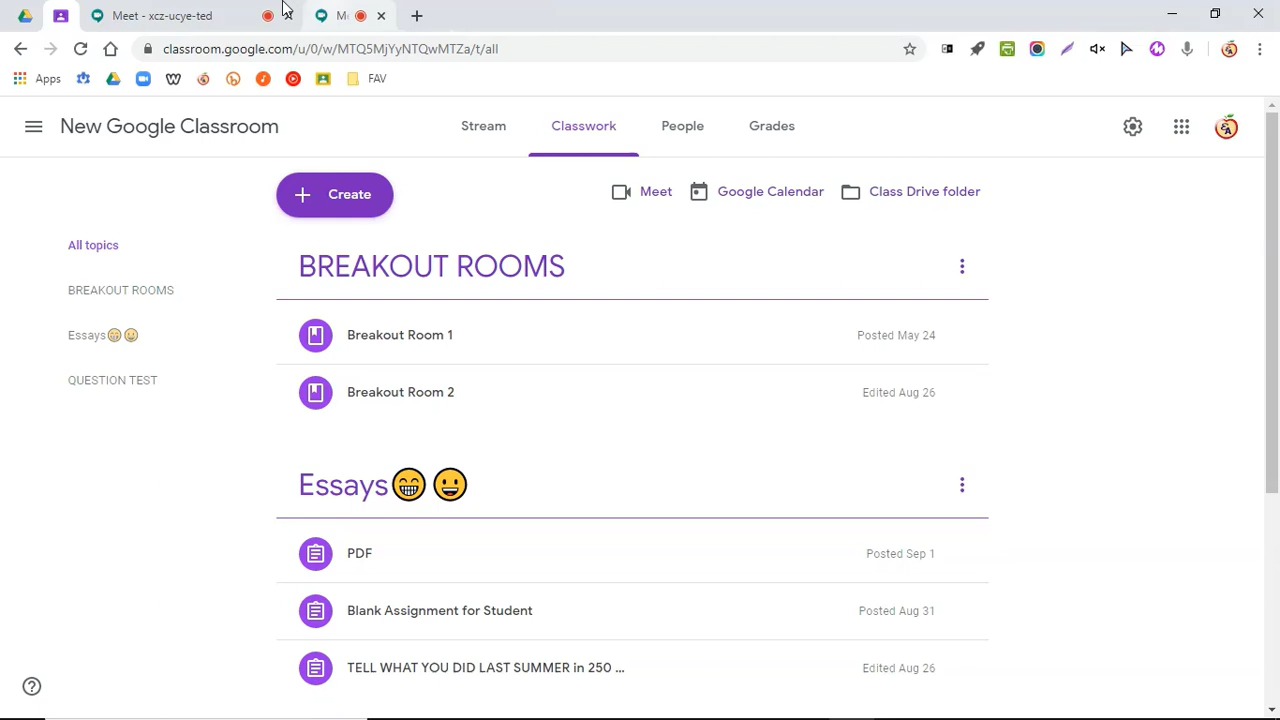 Meet - xcz-ucye-ted
M
classroom.google.com/u/0/w/MTQ5MjYyNTQwMTZa/t/all
Apps
FAV
New Google Classroom
Stream
Classwork
People
Grades
Create
Meet
Google Calendar
Class Drive folder
All topics
BREAKOUT ROOMS
Essays😁😀
QUESTION TEST
BREAKOUT ROOMS
Breakout Room 1
Posted May 24
Breakout Room 2
Edited Aug 26
Essays😁😀
PDF
Posted Sep 1
Blank Assignment for Student
Posted Aug 31
TELL WHAT YOU DID LAST SUMMER in 250 ...
Edited Aug 26